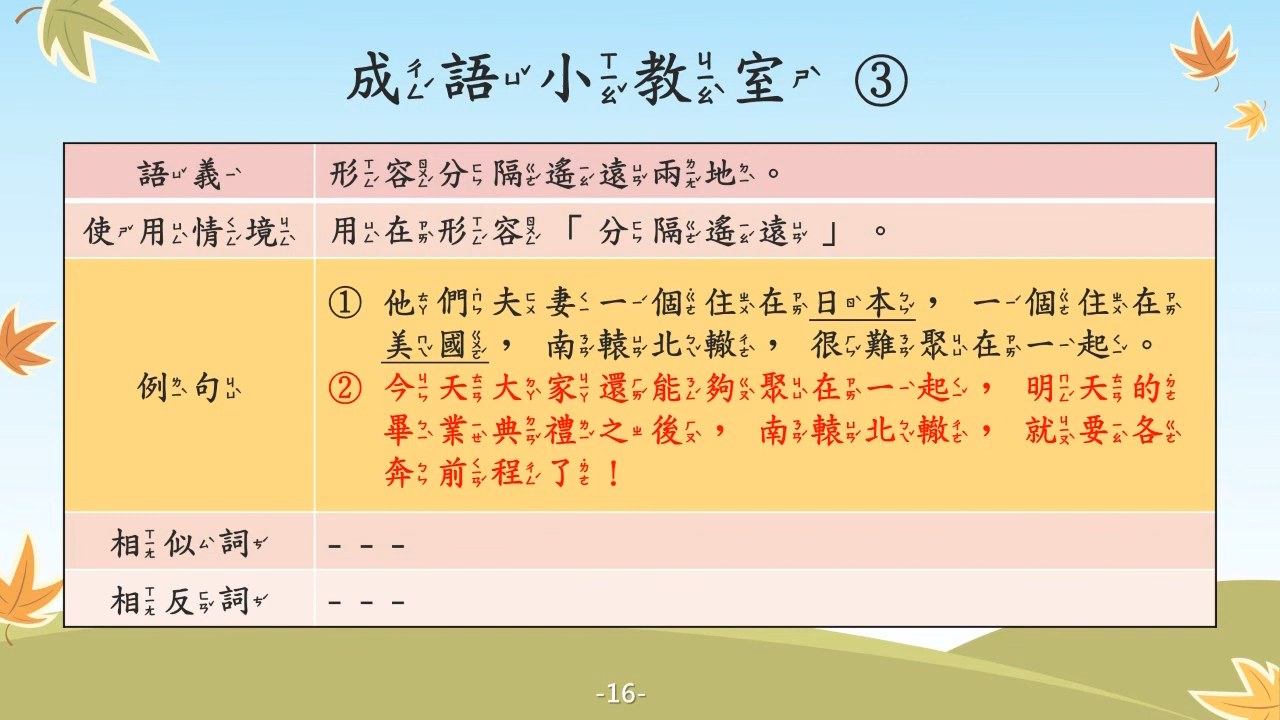 成語小教室 ③
語義
形容分隔遙遠兩地。
使用情境
用在形容「分隔遙遠」。
例句
① 他們夫妻一個住在日本，一個住在
美國，南轅北轍，很難聚在一起。
② 今天大家還能夠聚在一起，明天的
畢業典禮之後，南轅北轍，就要各
奔前程了！
相似詞
– – –
相反詞
– – –
-16-